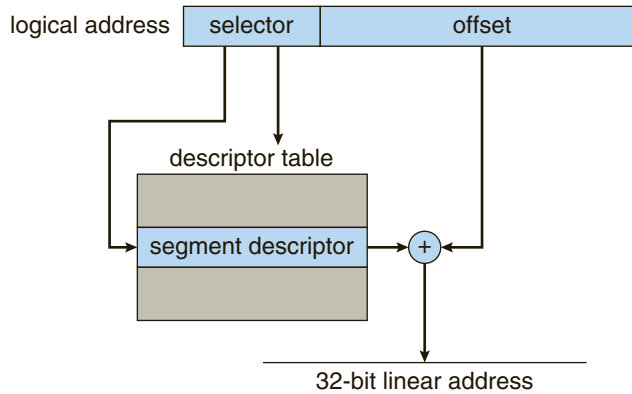 logical address
selector
offset
descriptor table
segment descriptor
+
32-bit linear address